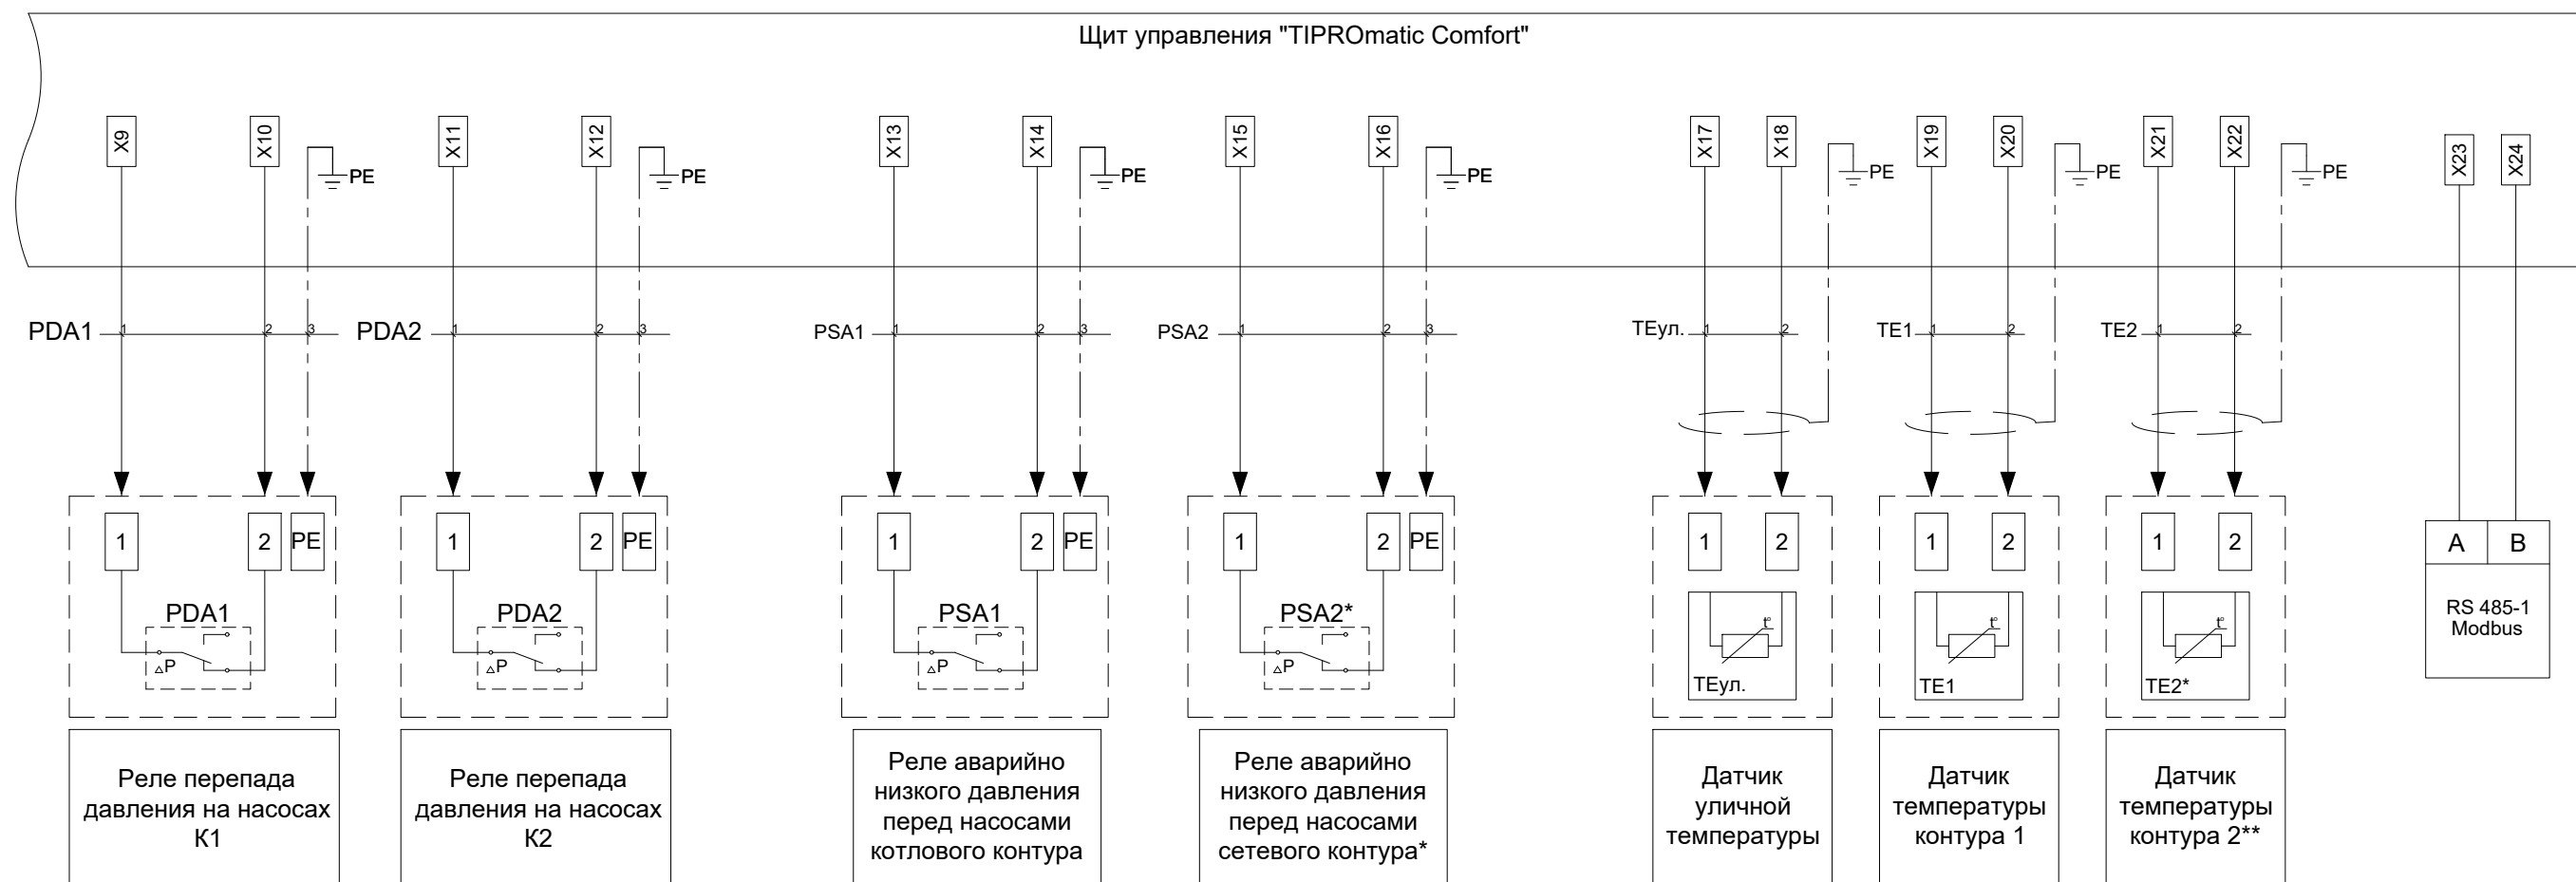 Щит управления "TIPROmatic Comfort"
X9 X10 X11 X12 X13 X14 X15 X16 X17 X18 X19 X20 X21 X22 X23 X24
PE PE PE PE PE PE PE
PDA1 1 2 3 PDA2 1 2 3 PSA1 1 2 3 PSA2 1 2 3 ТЕул. 1 2 TE1 1 2 TE2 1 2
1 2 PE 1 2 PE 1 2 PE 1 2 PE 1 2 1 2 1 2 A B
PDA1 PDA2 PSA1 PSA2*
RS 485-1
Modbus
t° t° t°
△P △P △P △P
ТЕул. TE1 TE2*
Реле перепада
давления на насосах
К1
Реле перепада
давления на насосах
К2
Реле аварийно
низкого давления
перед насосами
котлового контура
Реле аварийно
низкого давления
перед насосами
сетевого контура*
Датчик
уличной
температуры
Датчик
температуры
контура 1
Датчик
температуры
контура 2**